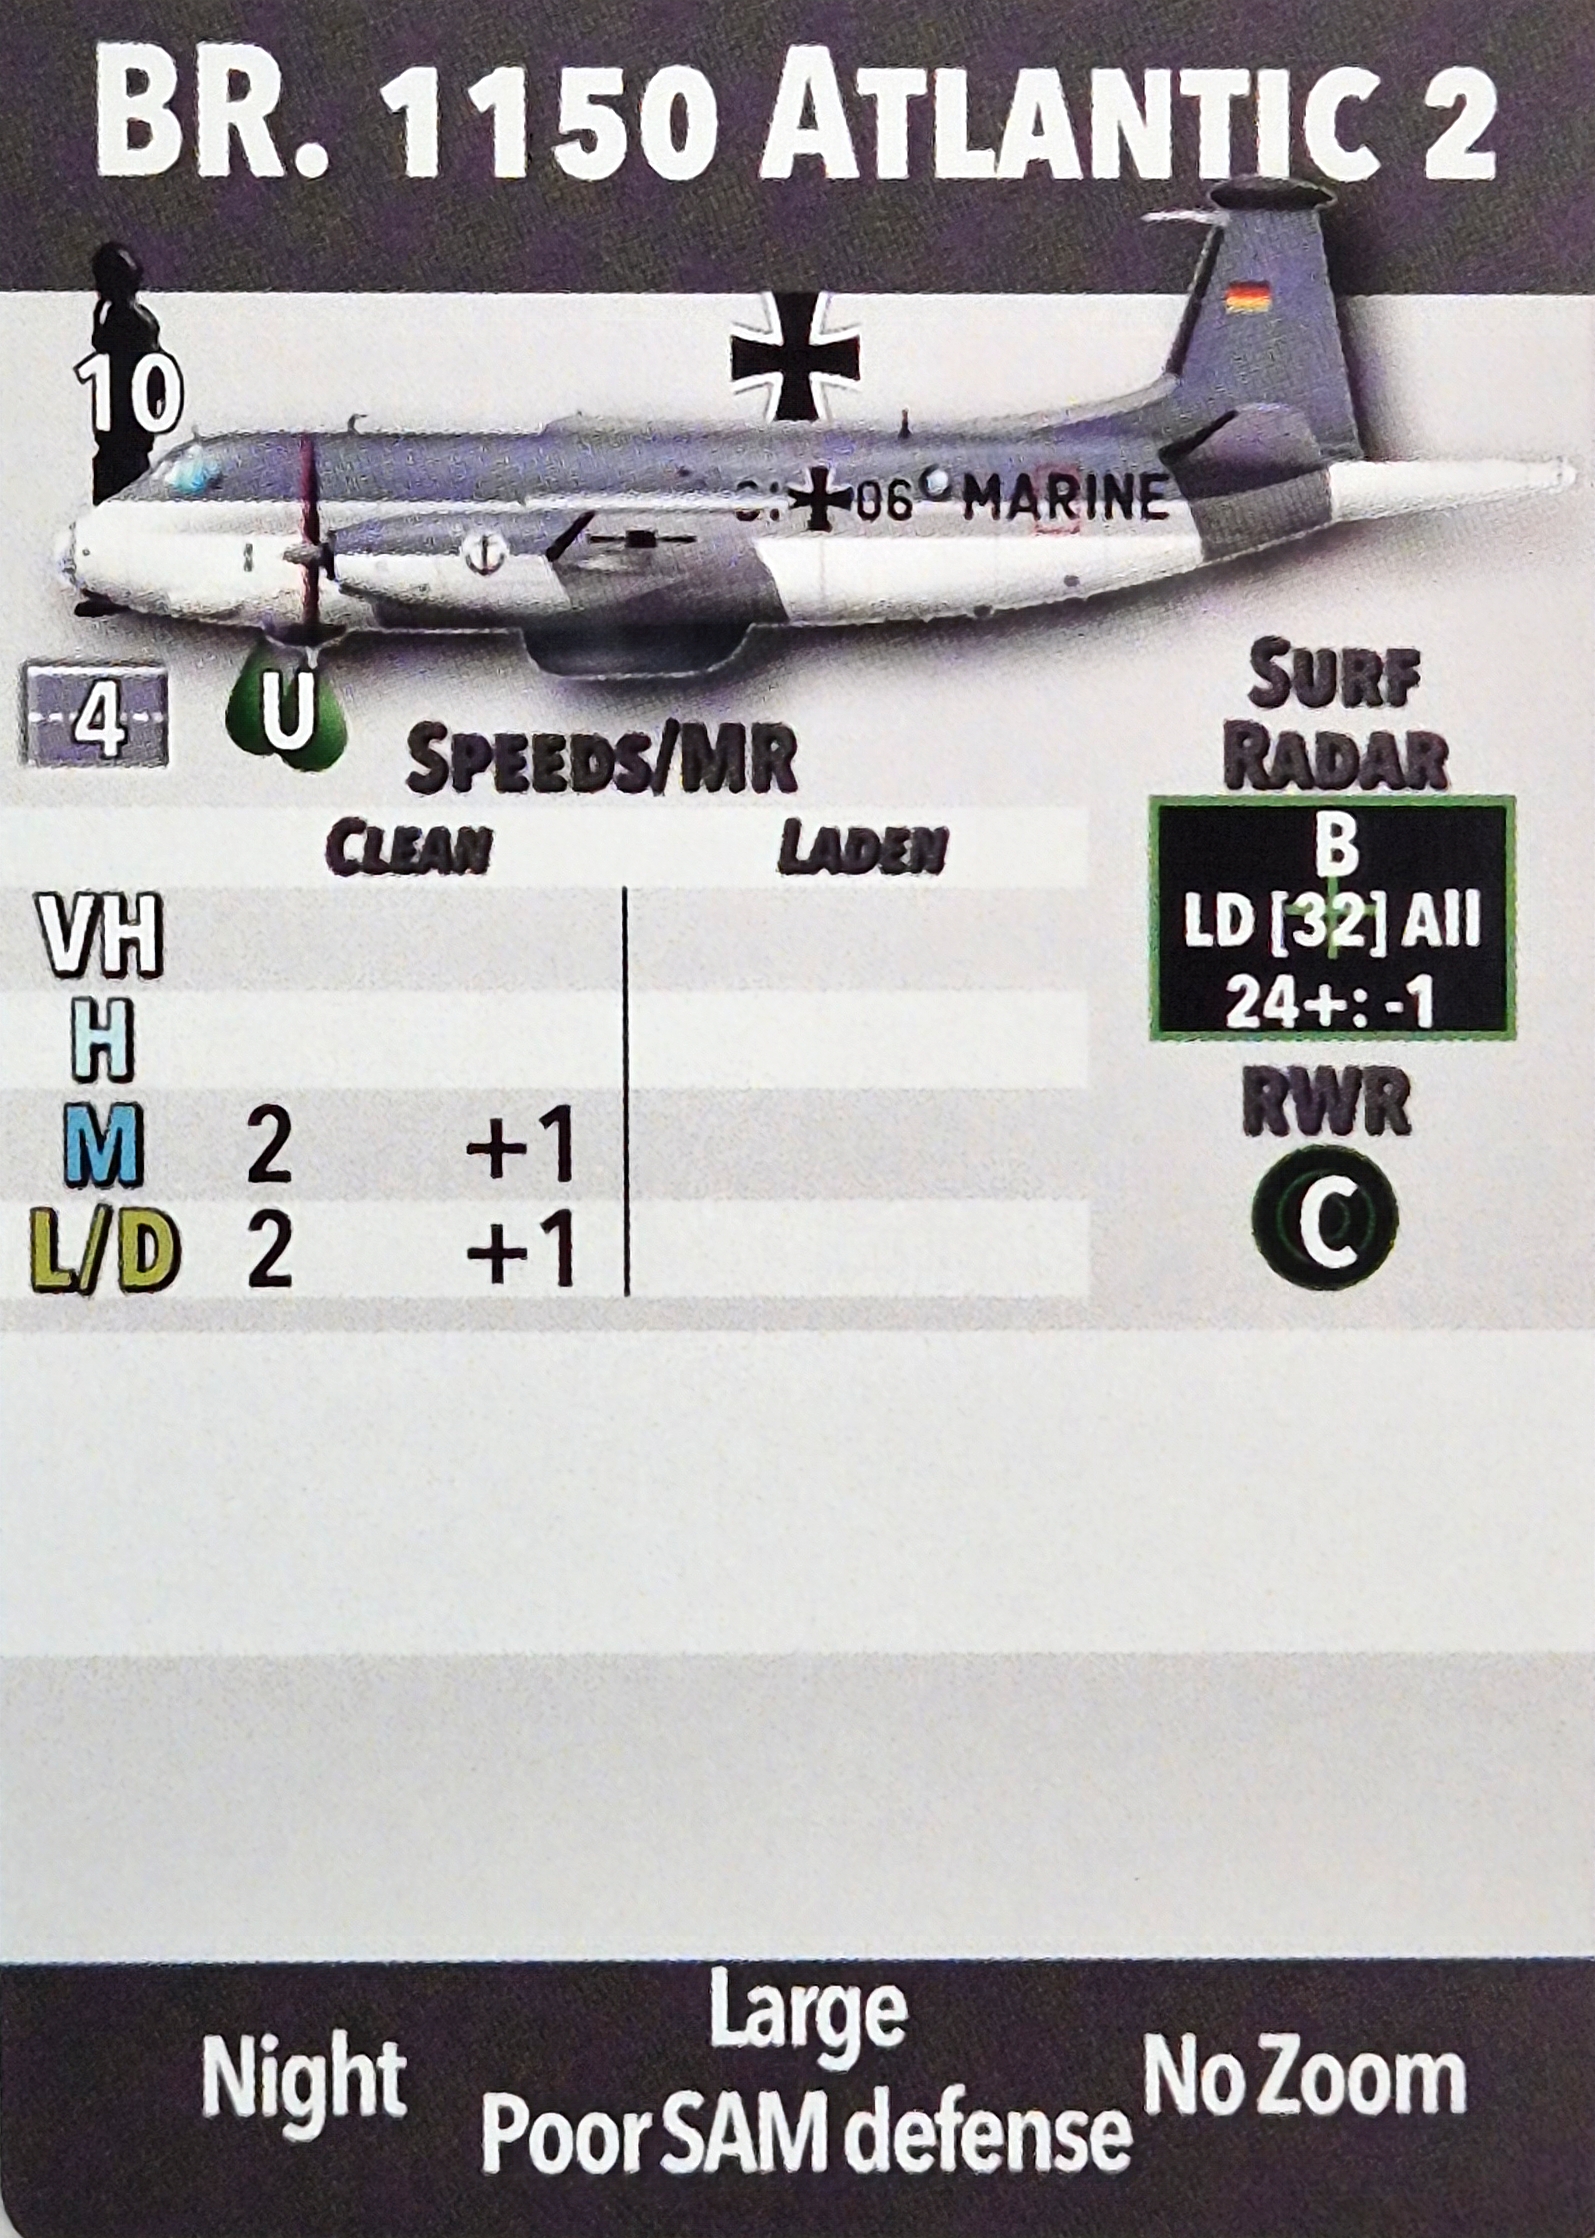 BR. 1150 ATLANTIC 2
10
06 MARINE
4
U
SPEEDS/MR
SURF
RADAR
CLEAN LADEN
B
LD [32] All
24+: -1
VH
H
M 2 +1
L/D 2 +1
RWR
C
Night
Large
Poor SAM defense
No Zoom